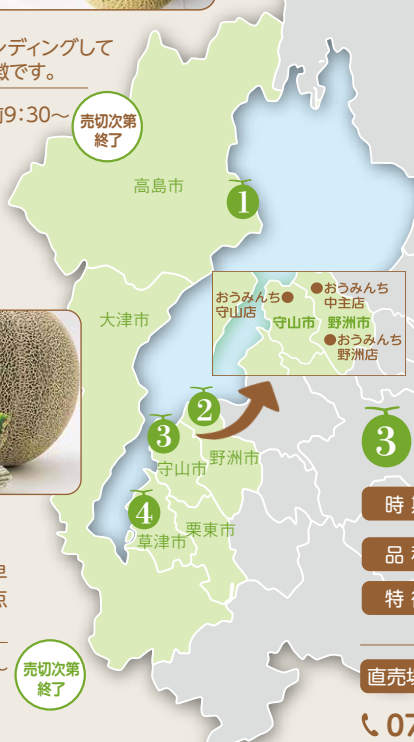 ンディングして
徴です。
前9:30～
売切次第
終了
高島市
1
大津市
おうみんち
守山店
おうみんち
中主店
守山市
野洲市
おうみんち
野洲店
2
3
野洲市
守山市
4
栗東市
草津市
3
時
品
特
直売
点
～
売切次第
終了
07